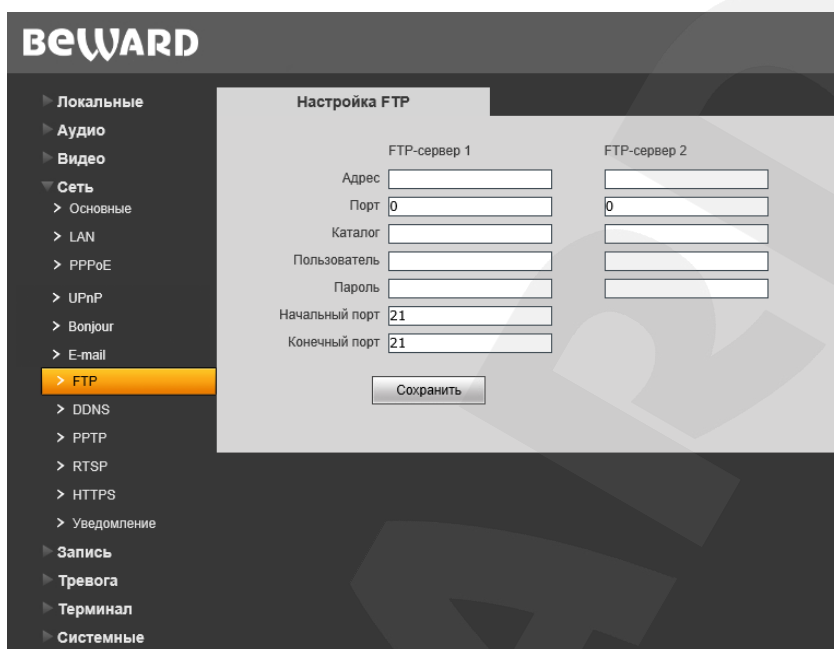 BEWARD
Локальные
Аудио
Видео
Сеть
Основные
LAN
PPPoE
UPnP
Bonjour
E-mail
FTP
DDNS
PPTP
RTSP
HTTPS
Уведомление
Запись
Тревога
Терминал
Системные
Настройка FTP
FTP-сервер 1 FTP-сервер 2
Адрес
Порт 0 0
Каталог
Пользователь
Пароль
Начальный порт 21
Конечный порт 21
Сохранить